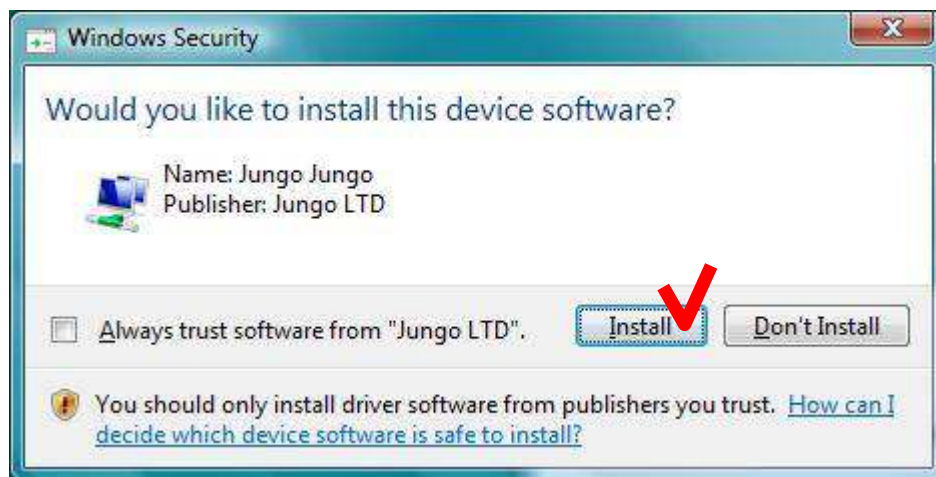 Windows Security
Would you like to install this device software?
Name: Jungo Jungo
Publisher: Jungo LTD
Always trust software from "Jungo LTD".
Install
Don't Install
You should only install driver software from publishers you trust. How can I
decide which device software is safe to install?